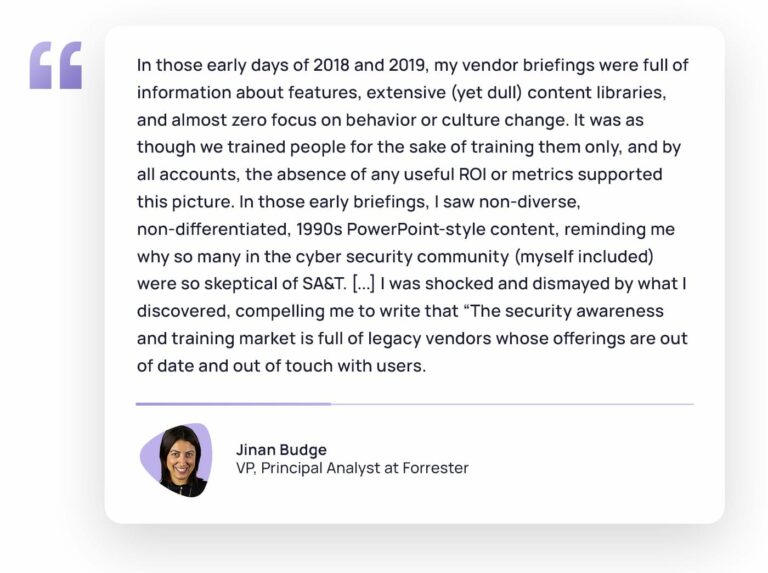 In those early days of 2018 and 2019, my vendor briefings were full of
information about features, extensive (yet dull) content libraries,
and almost zero focus on behavior or culture change. It was as
though we trained people for the sake of training them only, and by
all accounts, the absence of any useful ROI or metrics supported
this picture. In those early briefings, I saw non-diverse,
non-differentiated, 1990s PowerPoint-style content, reminding me
why so many in the cyber security community (myself included)
were so skeptical of SA&T. [...] I was shocked and dismayed by what I
discovered, compelling me to write that “The security awareness
and training market is full of legacy vendors whose offerings are out
of date and out of touch with users.
Jinan Budge
VP, Principal Analyst at Forrester